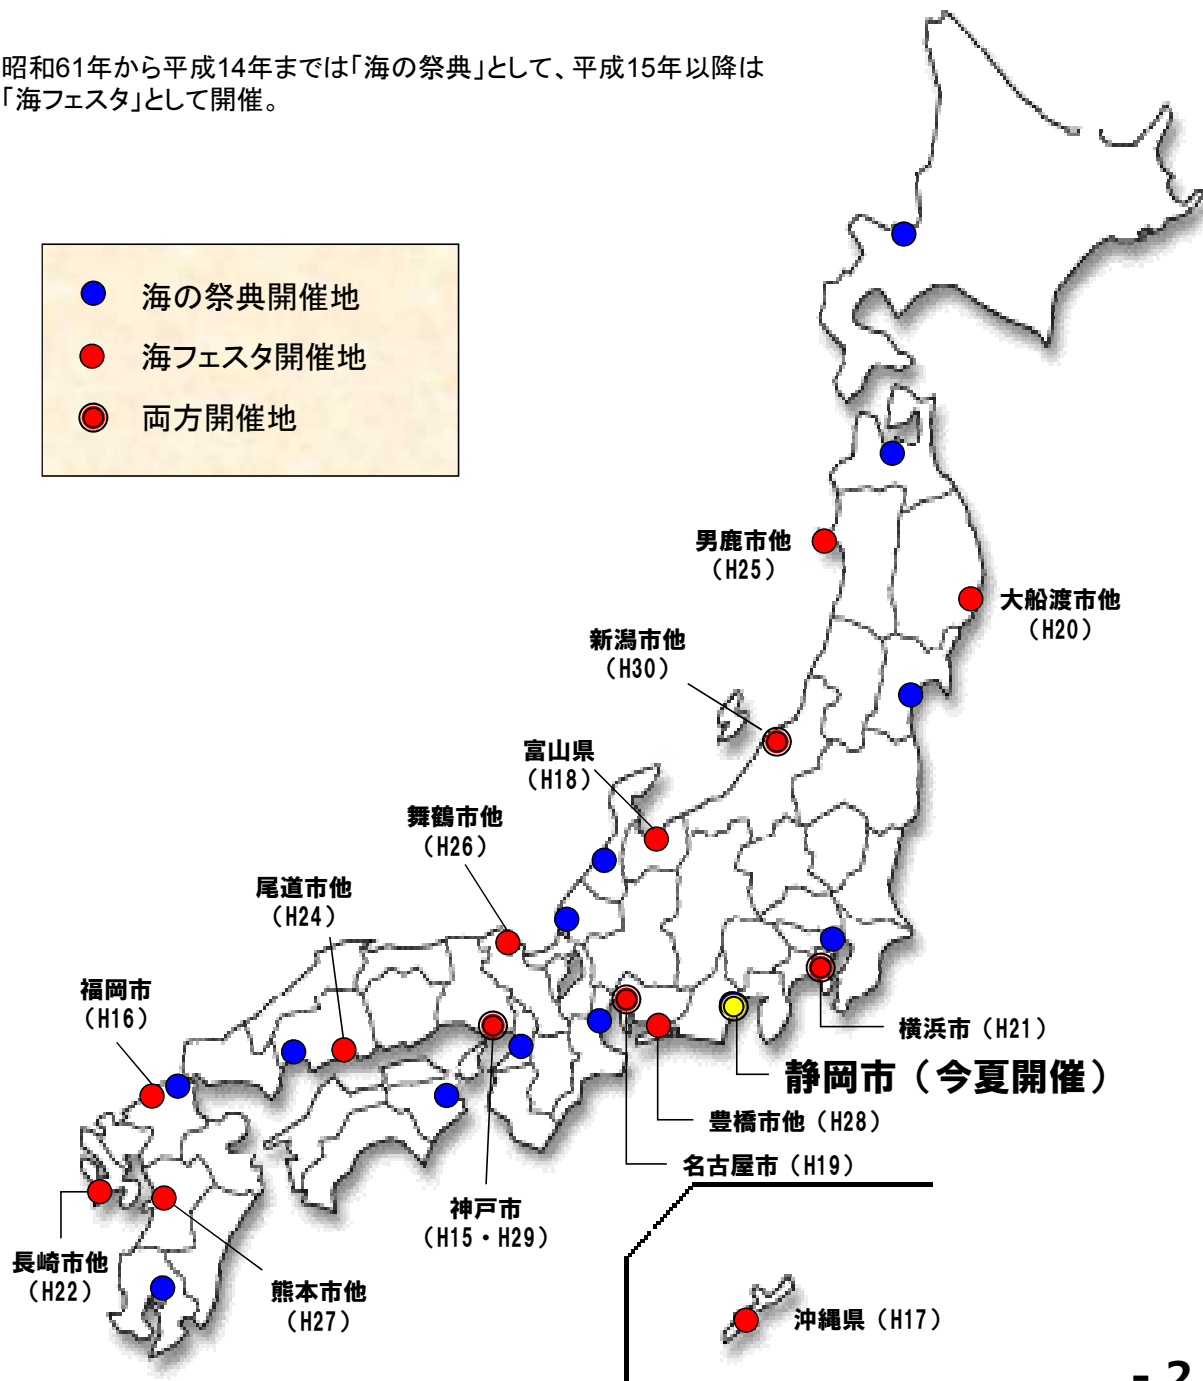 昭和61年から平成14年までは「海の祭典」として、平成15年以降は
「海フェスタ」として開催。
海の祭典開催地
海フェスタ開催地
両方開催地
男鹿市他
（H25）
大船渡市他
（H20）
新潟市他
（H30）
富山県
（H18）
舞鶴市他
（H26）
尾道市他
（H24）
福岡市
（H16）
横浜市（H21）
静岡市（今夏開催）
豊橋市他（H28）
名古屋市（H19）
神戸市
（H15・H29）
長崎市他
（H22）
熊本市他
（H27）
沖縄県（H17）
- 2